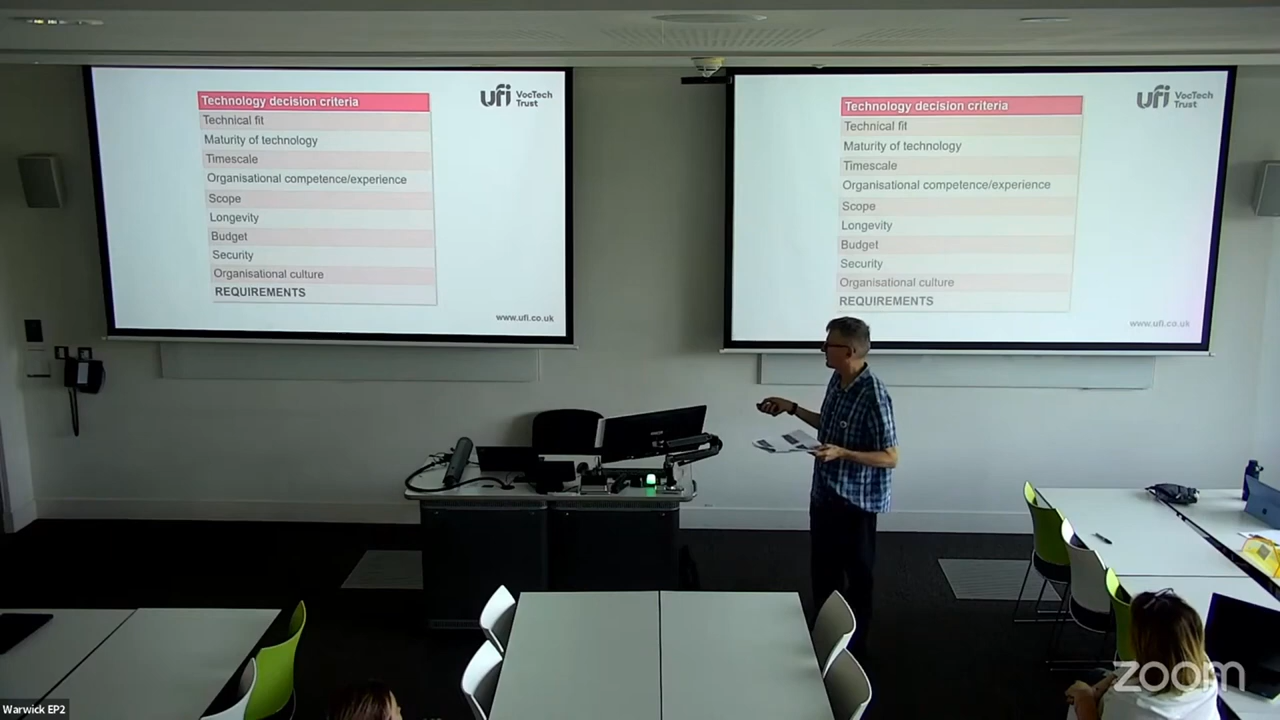 Technology decision criteria
Technical fit
Maturity of technology
Timescale
Organisational competence/experience
Scope
Longevity
Budget
Security
Organisational culture
REQUIREMENTS
ufi VocTech
Trust
www.ufi.co.uk
Technology decision criteria
Technical fit
Maturity of technology
Timescale
Organisational competence/experience
Scope
Longevity
Budget
Security
Organisational culture
REQUIREMENTS
ufi VocTech
Trust
www.ufi.co.uk
Warwick EP2
zoom